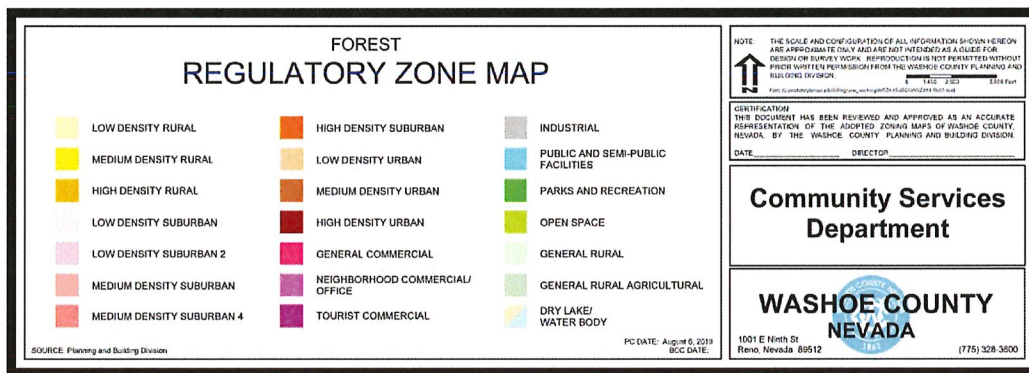 FOREST
REGULATORY ZONE MAP
LOW DENSITY RURAL
MEDIUM DENSITY RURAL
HIGH DENSITY RURAL
LOW DENSITY SUBURBAN
LOW DENSITY SUBURBAN 2
MEDIUM DENSITY SUBURBAN
MEDIUM DENSITY SUBURBAN 4
HIGH DENSITY SUBURBAN
LOW DENSITY URBAN
MEDIUM DENSITY URBAN
HIGH DENSITY URBAN
GENERAL COMMERCIAL
NEIGHBORHOOD COMMERCIAL/
OFFICE
TOURIST COMMERCIAL
INDUSTRIAL
PUBLIC AND SEMI-PUBLIC
FACILITIES
PARKS AND RECREATION
OPEN SPACE
GENERAL RURAL
GENERAL RURAL AGRICULTURAL
DRY LAKE/
WATER BODY
SOURCE: Planning and Building Division
PC DATE: August 6, 2019
BCC DATE:
NOTE: THE SCALE AND CONFIGURATION OF ALL INFORMATION SHOWN HEREON
ARE APPROXIMATE ONLY AND ARE NOT INTENDED AS A GUIDE FOR
DESIGN OR SURVEY WORK. REPRODUCTION IS NOT PERMITTED WITHOUT
PRIOR WRITTEN PERMISSION FROM THE WASHOE COUNTY PLANNING AND
BUILDING DIVISION.
N
CERTIFICATION
THIS DOCUMENT HAS BEEN REVIEWED AND APPROVED AS AN ACCURATE
REPRESENTATION OF THE ADOPTED ZONING MAPS OF WASHOE COUNTY,
NEVADA, BY THE WASHOE COUNTY PLANNING AND BUILDING DIVISION.
DATE DIRECTOR
Community Services
Department
WASHOE COUNTY
NEVADA
1861
1001 E Ninth St
Reno, Nevada 89512
(775) 328-3600